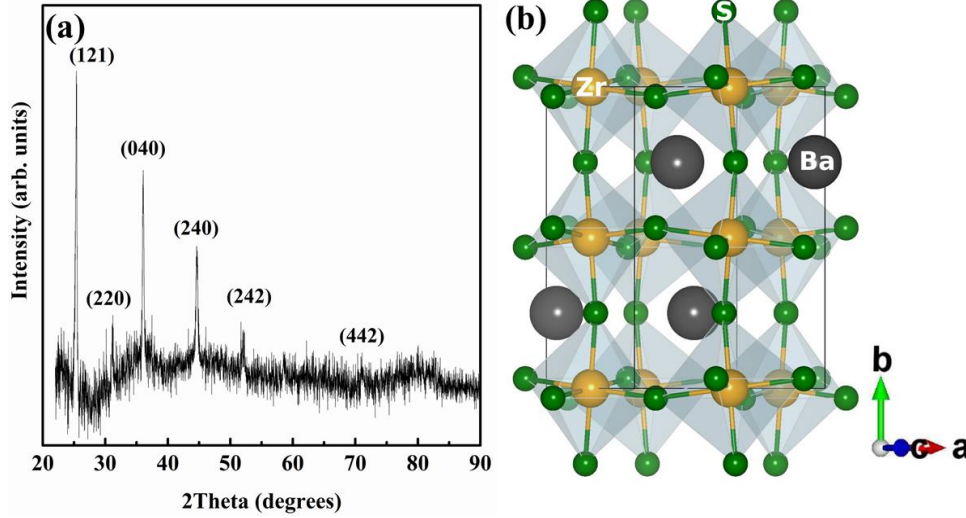 (a)
(121)
(040)
(240)
(220)
(242)
(442)
Intensity (arb. units)
20 30 40 50 60 70 80 90
2Theta (degrees)
(b)
S
Zr
Ba
b
c a